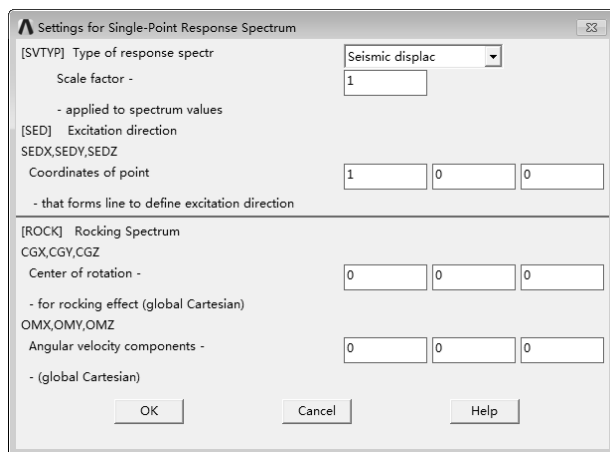 Settings for Single-Point Response Spectrum
[SVTYP] Type of response spectr Seismic displac
Scale factor - 1
- applied to spectrum values
[SED] Excitation direction
SEDX,SEDY,SEDZ
Coordinates of point 1 0 0
- that forms line to define excitation direction
[ROCK] Rocking Spectrum
CGX,CGY,CGZ
Center of rotation - 0 0 0
- for rocking effect (global Cartesian)
OMX,OMY,OMZ
Angular velocity components - 0 0 0
- (global Cartesian)
OK Cancel Help